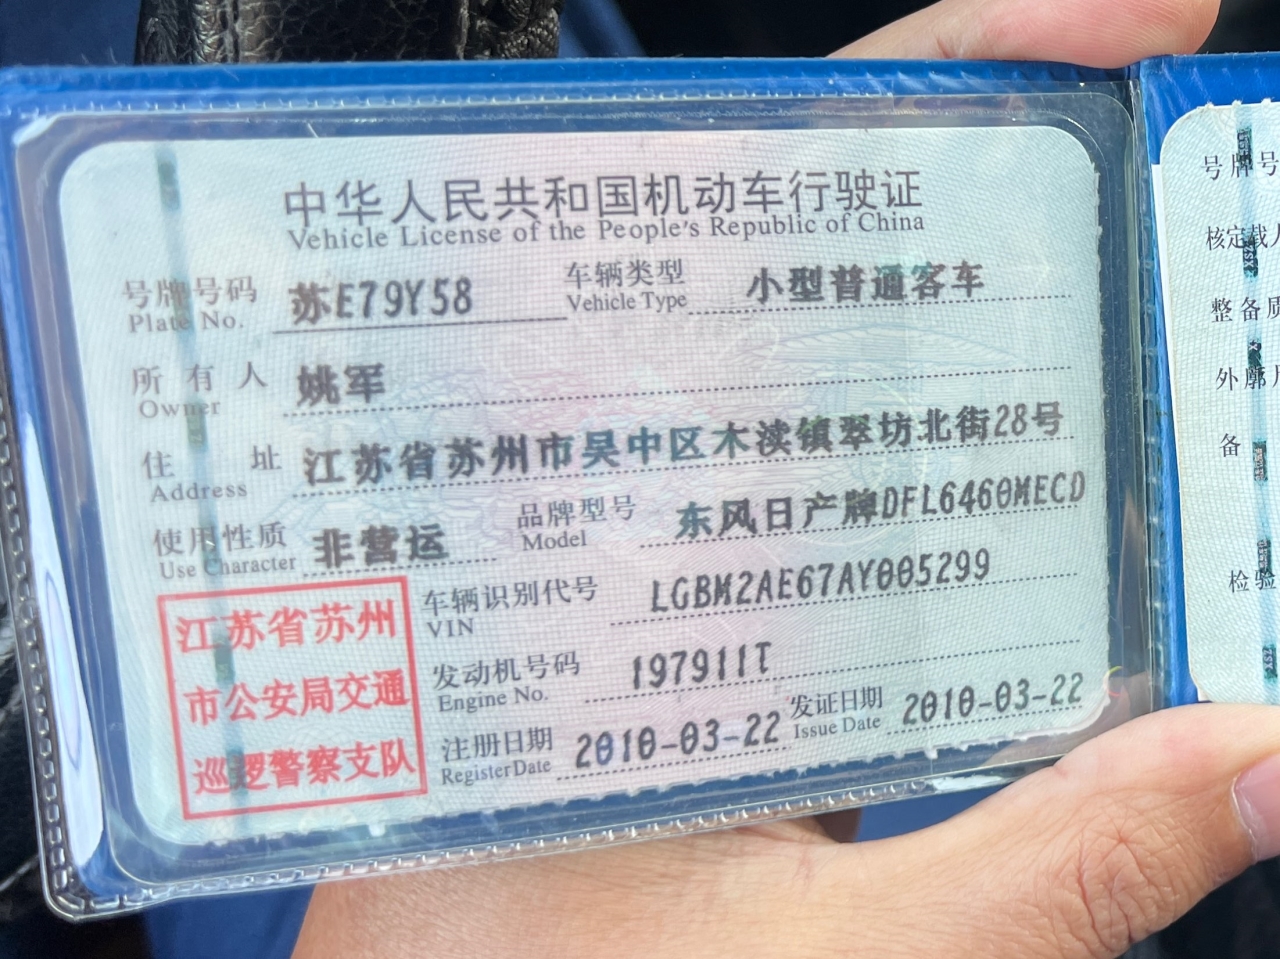 中华人民共和国机动车行驶证
Vehicle License of the People's Republic of China
号牌号码 苏E79Y58 车辆类型 小型普通客车
Plate No. Vehicle Type
所有人 姚军
Owner
住址 江苏省苏州市吴中区木渎镇翠坊北街28号
Address
使用性质 非营运 品牌型号 东风日产牌DFL6460MECD
Use Character Model
车辆识别代号 LGBM2AE67AY005299
VIN
发动机号码 197911T
Engine No.
注册日期 2010-03-22 发证日期 2010-03-22
Register Date Issue Date
江苏省苏州
市公安局交通
巡逻警察支队
号牌号
核定载人
整备质
外廓尺
备
检验